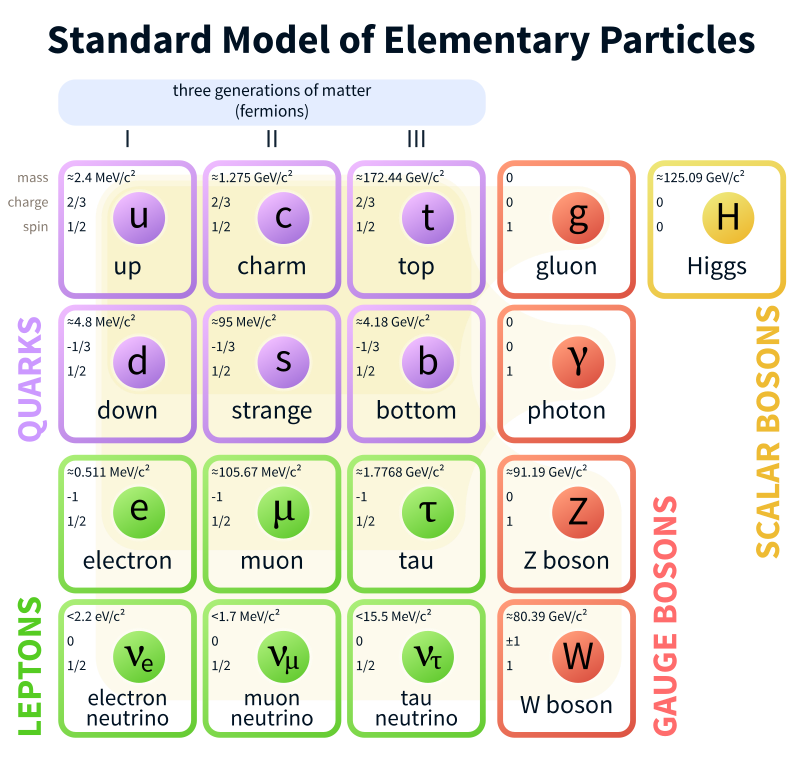 Standard Model of Elementary Particles
three generations of matter
(fermions)
I
II
III
mass
charge
spin
≈2.4 MeV/c²
2/3
1/2
u
up
≈1.275 GeV/c²
2/3
1/2
c
charm
≈172.44 GeV/c²
2/3
1/2
t
top
0
0
1
g
gluon
≈125.09 GeV/c²
0
0
H
Higgs
QUARKS
≈4.8 MeV/c²
-1/3
1/2
d
down
≈95 MeV/c²
-1/3
1/2
s
strange
≈4.18 GeV/c²
-1/3
1/2
b
bottom
0
0
1
γ
photon
SCALAR BOSONS
LEPTONS
≈0.511 MeV/c²
-1
1/2
e
electron
≈105.67 MeV/c²
-1
1/2
μ
muon
≈1.7768 GeV/c²
-1
1/2
τ
tau
≈91.19 GeV/c²
0
1
Z
Z boson
GAUGE BOSONS
<2.2 eV/c²
0
1/2
νe
electron
neutrino
<1.7 MeV/c²
0
1/2
νμ
muon
neutrino
<15.5 MeV/c²
0
1/2
ντ
tau
neutrino
≈80.39 GeV/c²
±1
1
W
W boson